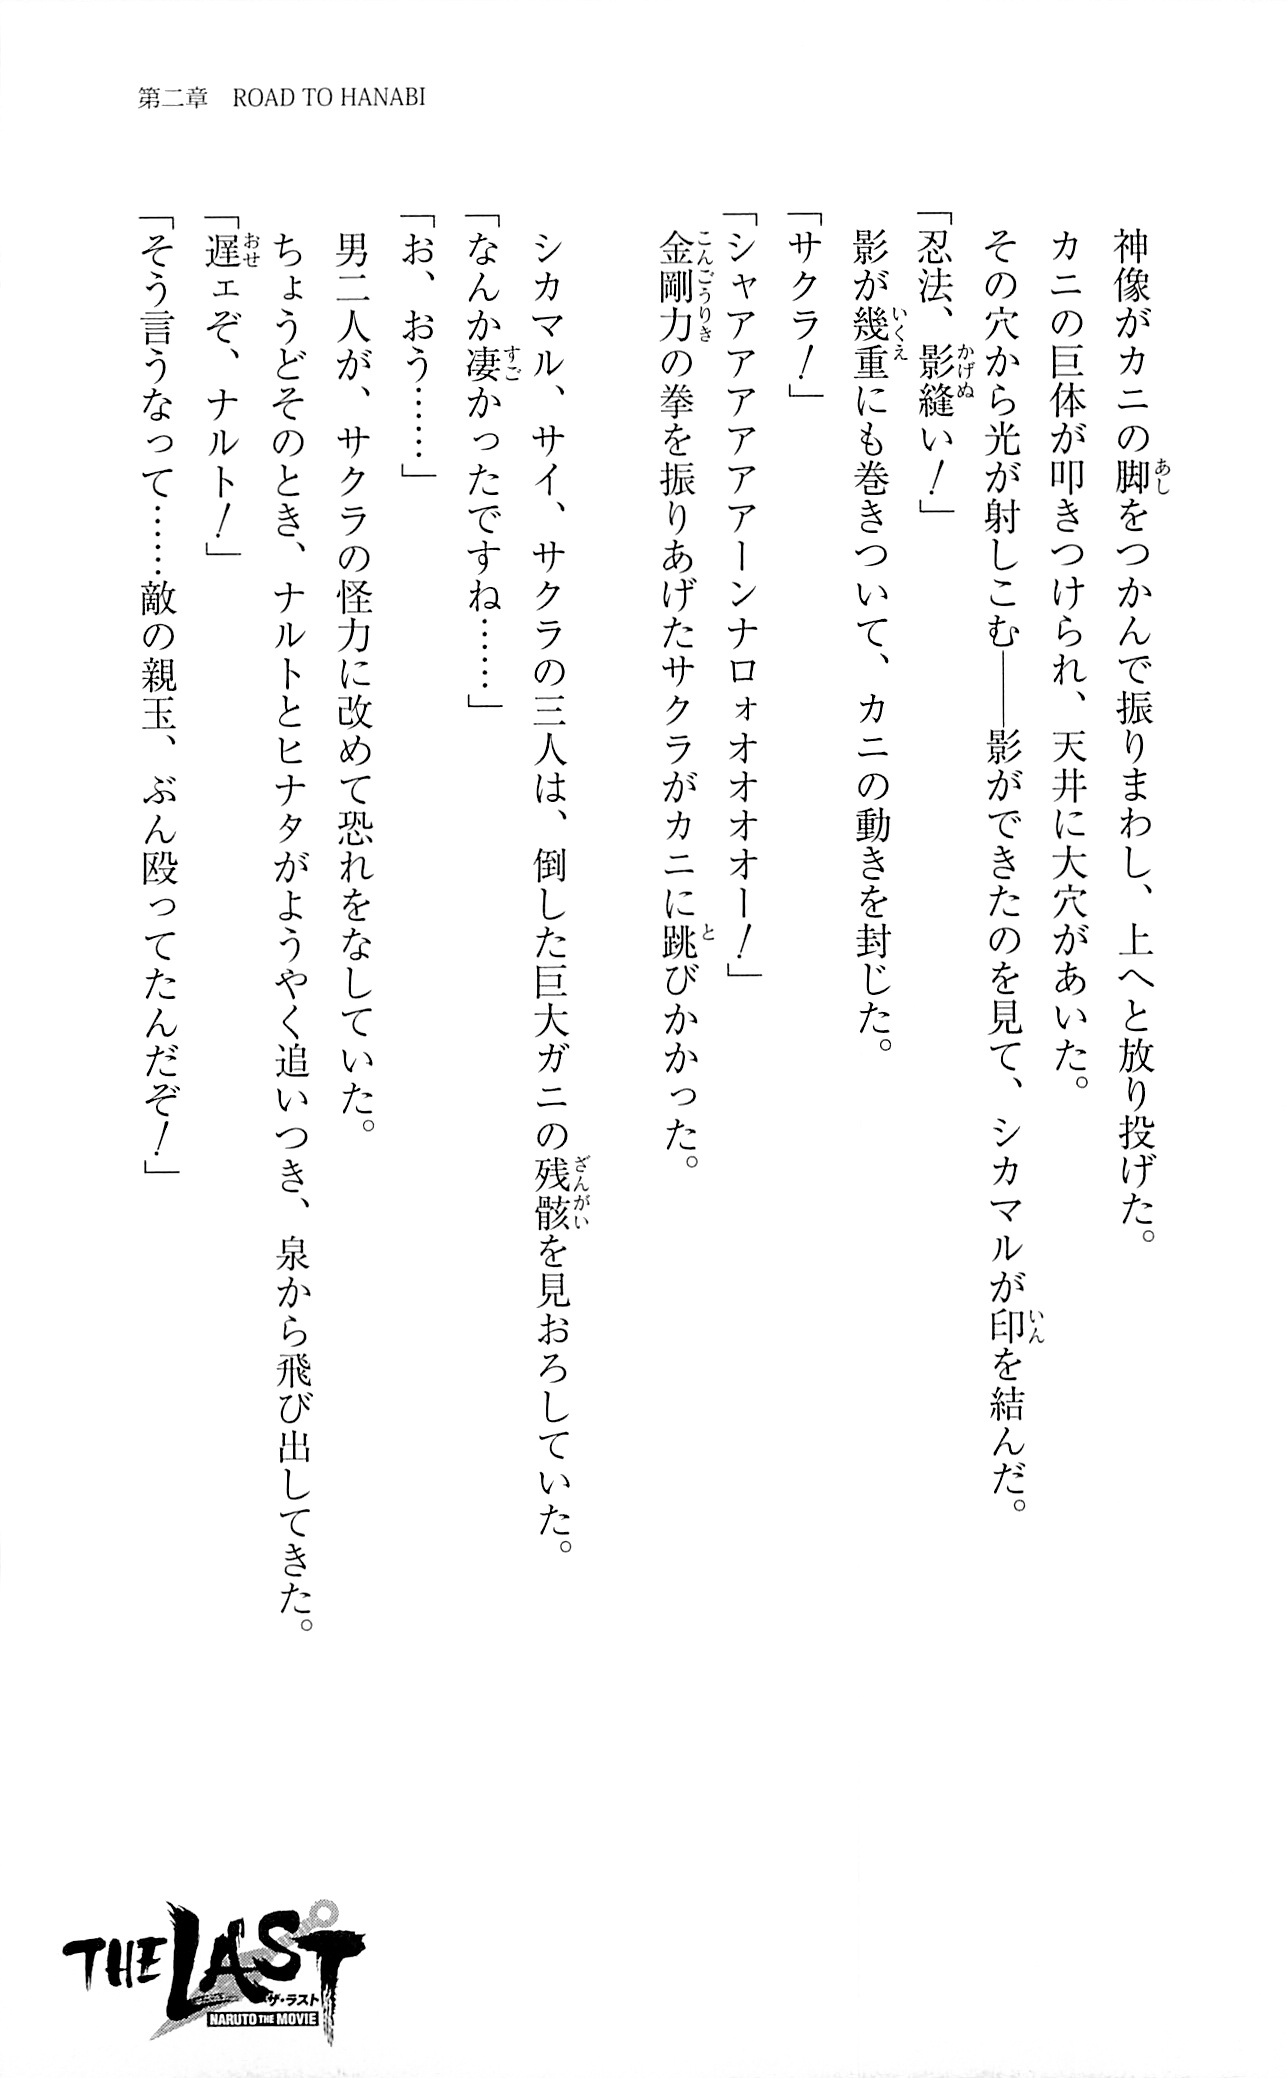 第二章　ROAD TO HANABI
神像がカニの脚をつかんで振りまわし、上へと放り投げた。
カニの巨体が叩きつけられ、天井に大穴があいた。
その穴から光が射しこむ――影ができたのを見て、シカマルが印を結んだ。
「忍法、影縫い！」
影が幾重にも巻きついて、カニの動きを封じた。
「サクラ！」
「シャアアアアアアーンナロォオオオオー！」
金剛力の拳を振りあげたサクラがカニに跳びかかった。
シカマル、サイ、サクラの三人は、倒した巨大ガニの残骸を見おろしていた。
「なんか凄かったですね……」
「お、おう……」
男二人が、サクラの怪力に改めて恐れをなしていた。
ちょうどそのとき、ナルトとヒナタがようやく追いつき、泉から飛び出してきた。
「遅ェぞ、ナルト！」
「そう言うなって……敵の親玉、ぶん殴ってたんだぞ！」
THE LAST
ザ・ラスト
NARUTO THE MOVIE